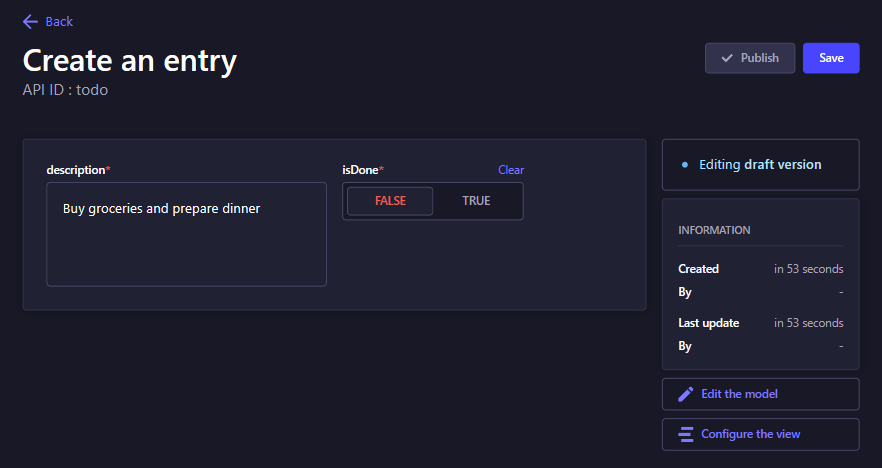 Back
Create an entry
API ID : todo
Publish
Save
description*
isDone*
Clear
Buy groceries and prepare dinner
FALSE
TRUE
Editing draft version
INFORMATION
Created in 53 seconds
By -
Last update in 53 seconds
By -
Edit the model
Configure the view